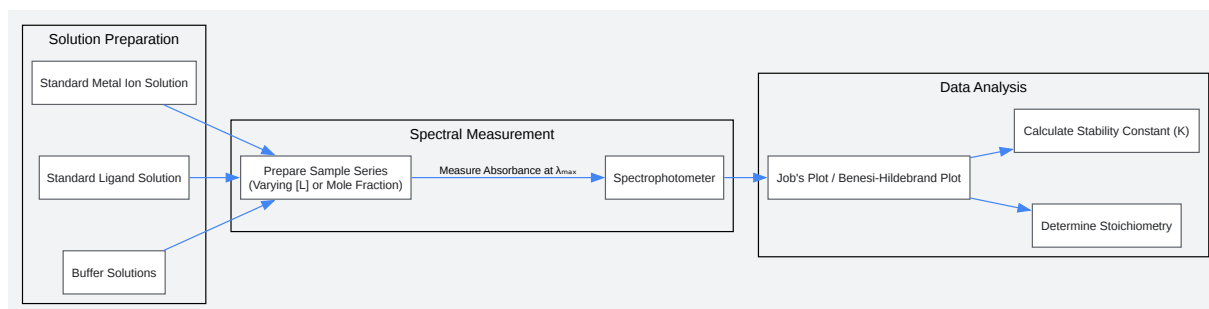 Solution Preparation
Standard Metal Ion Solution
Standard Ligand Solution
Buffer Solutions
Spectral Measurement
Prepare Sample Series
(Varying [L] or Mole Fraction)
Measure Absorbance at λₘₐₓ
Spectrophotometer
Data Analysis
Job's Plot / Benesi-Hildebrand Plot
Calculate Stability Constant (K)
Determine Stoichiometry